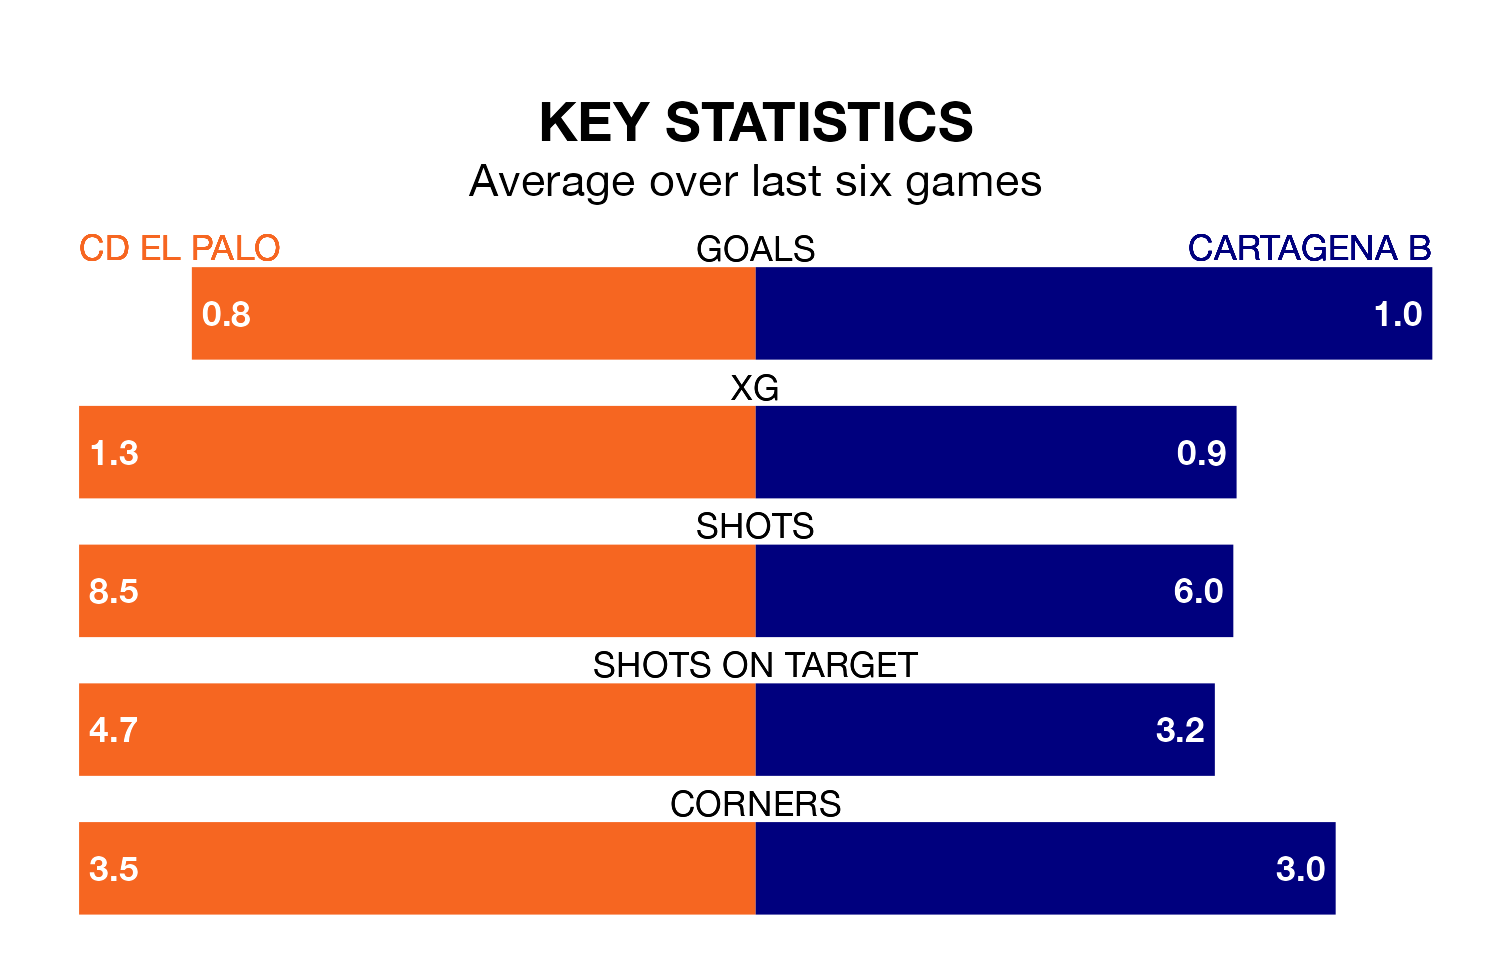 KEY STATISTICS
Average over last six games
CD EL PALO GOALS CARTAGENA B
0.8 1.0
XG
1.3 0.9
SHOTS
8.5 6.0
SHOTS ON TARGET
4.7 3.2
CORNERS
3.5 3.0